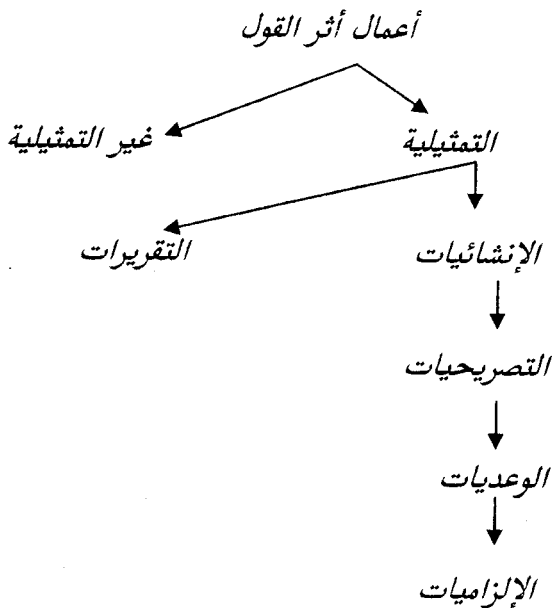 أعمال أثر القول
التمثيلية
غير التمثيلية
الإنشائيات
التقريرات
التصريحيات
الوعديات
الإلزاميات